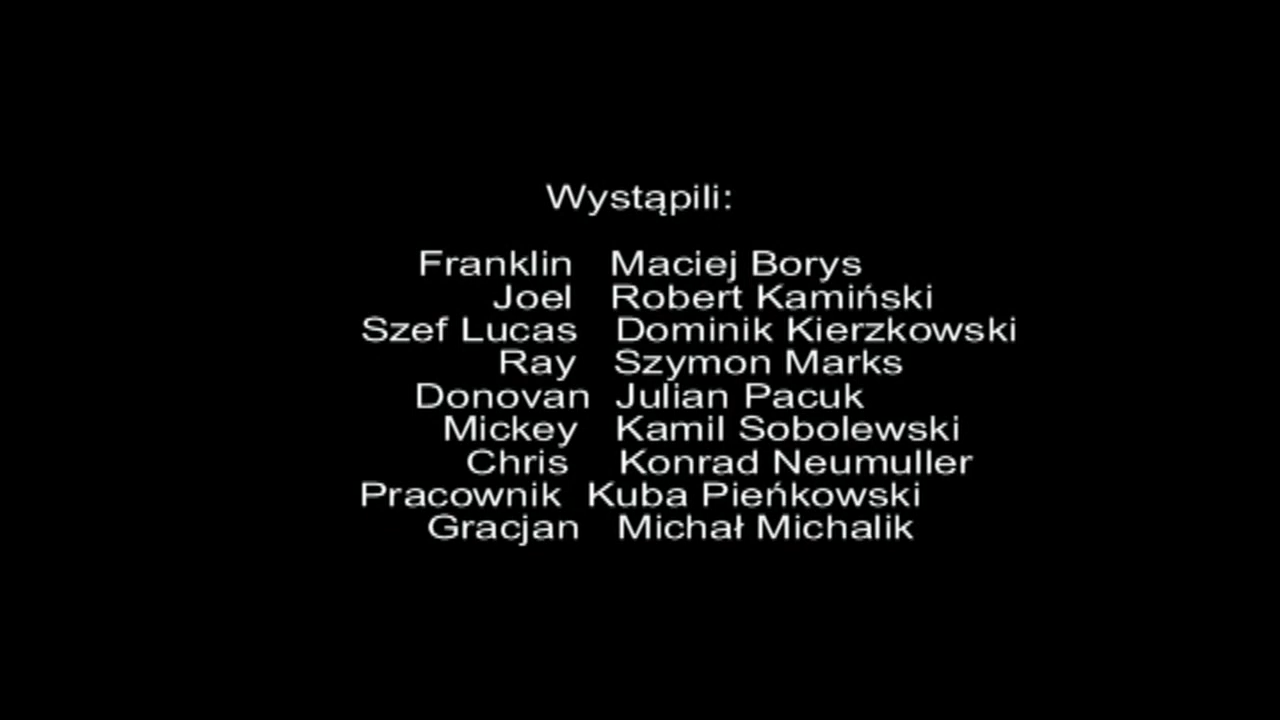 Wystąpili:
Franklin Maciej Borys
Joel Robert Kamiński
Szef Lucas Dominik Kierzkowski
Ray Szymon Marks
Donovan Julian Pacuk
Mickey Kamil Sobolewski
Chris Konrad Neumuller
Pracownik Kuba Pieńkowski
Gracjan Michał Michalik